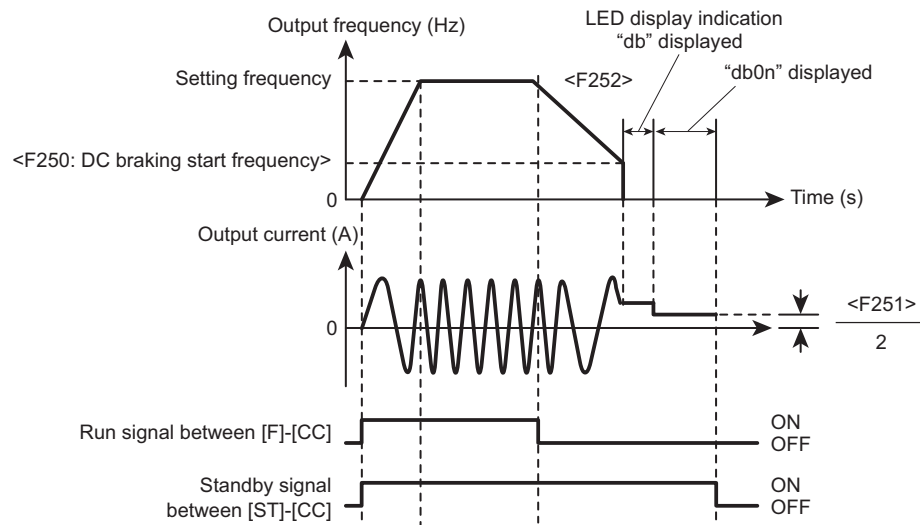 Output frequency (Hz)
LED display indication
“db” displayed
Setting frequency
<F252>
“db0n” displayed
<F250: DC braking start frequency>
0
Time (s)
Output current (A)
0
<F251>
2
Run signal between [F]-[CC]
ON
OFF
Standby signal
between [ST]-[CC]
ON
OFF